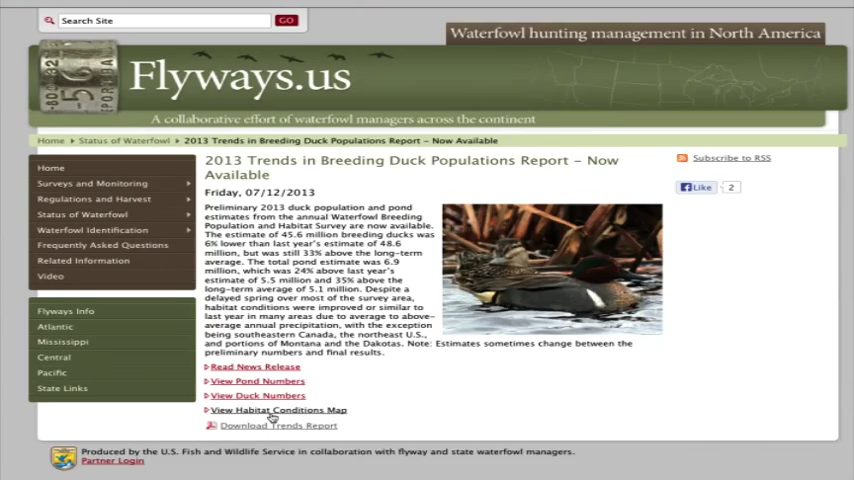 Search Site
GO
Waterfowl hunting management in North America
Flyways.us
A collaborative effort of waterfowl managers across the continent
Home Status of Waterfowl 2013 Trends in Breeding Duck Populations Report – Now Available
Home
Surveys and Monitoring
Regulations and Harvest
Status of Waterfowl
Waterfowl Identification
Frequently Asked Questions
Related Information
Video
Flyways Info
Atlantic
Mississippi
Central
Pacific
State Links
2013 Trends in Breeding Duck Populations Report – Now
Available
Friday, 07/12/2013
Preliminary 2013 duck population and pond
estimates from the annual Waterfowl Breeding
Population and Habitat Survey are now available.
The estimate of 45.6 million breeding ducks was
6% lower than last year's estimate of 48.6
million, but was still 33% above the long-term
average. The total pond estimate was 6.9
million, which was 24% above last year's
estimate of 5.5 million and 35% above the
long-term average of 5.1 million. Despite a
delayed spring over most of the survey area,
habitat conditions were improved or similar to
last year in many areas due to average to above-
average annual precipitation, with the exception
being southeastern Canada, the northeast U.S.,
and portions of Montana and the Dakotas. Note: Estimates sometimes change between the
preliminary numbers and final results.
Read News Release
View Pond Numbers
View Duck Numbers
View Habitat Conditions Map
Download Trends Report
Subscribe to RSS
Like 2
Produced by the U.S. Fish and Wildlife Service in collaboration with flyway and state waterfowl managers.
Partner Login